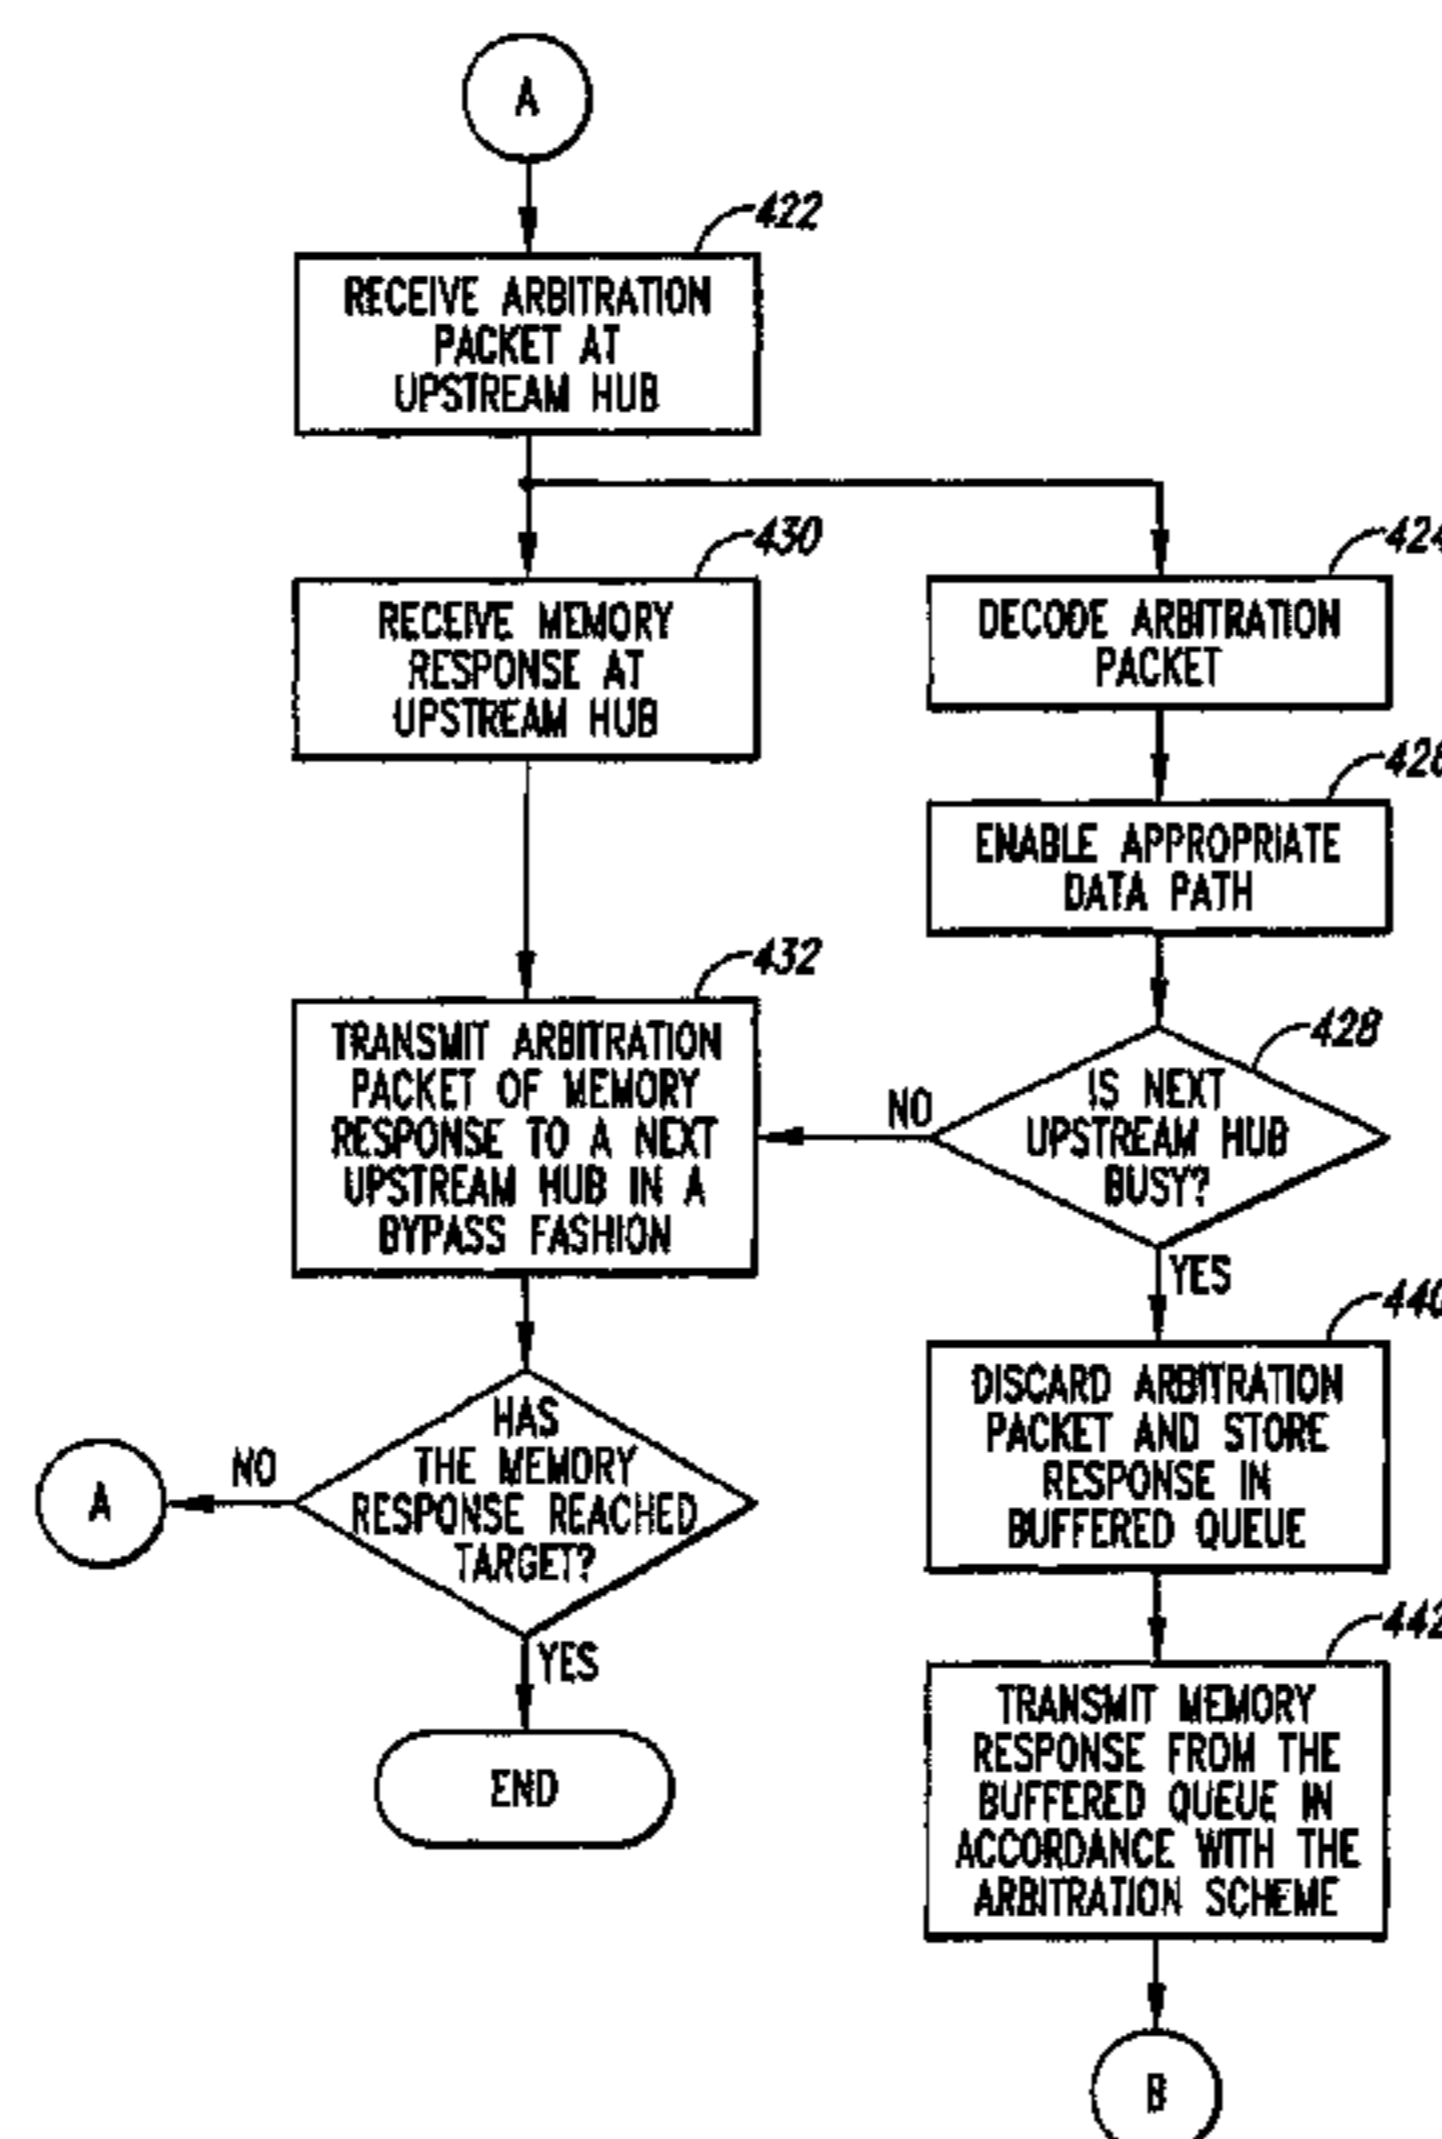 A
422
RECEIVE ARBITRATION
PACKET AT
UPSTREAM HUB
430
RECEIVE MEMORY
RESPONSE AT
UPSTREAM HUB
424
DECODE ARBITRATION
PACKET
426
ENABLE APPROPRIATE
DATA PATH
432
TRANSMIT ARBITRATION
PACKET OF MEMORY
RESPONSE TO A NEXT
UPSTREAM HUB IN A
BYPASS FASHION
428
IS NEXT
UPSTREAM HUB
BUSY?
NO
YES
HAS
THE MEMORY
RESPONSE REACHED
TARGET?
NO
A
YES
END
440
DISCARD ARBITRATION
PACKET AND STORE
RESPONSE IN
BUFFERED QUEUE
442
TRANSMIT MEMORY
RESPONSE FROM THE
BUFFERED QUEUE IN
ACCORDANCE WITH THE
ARBITRATION SCHEME
B